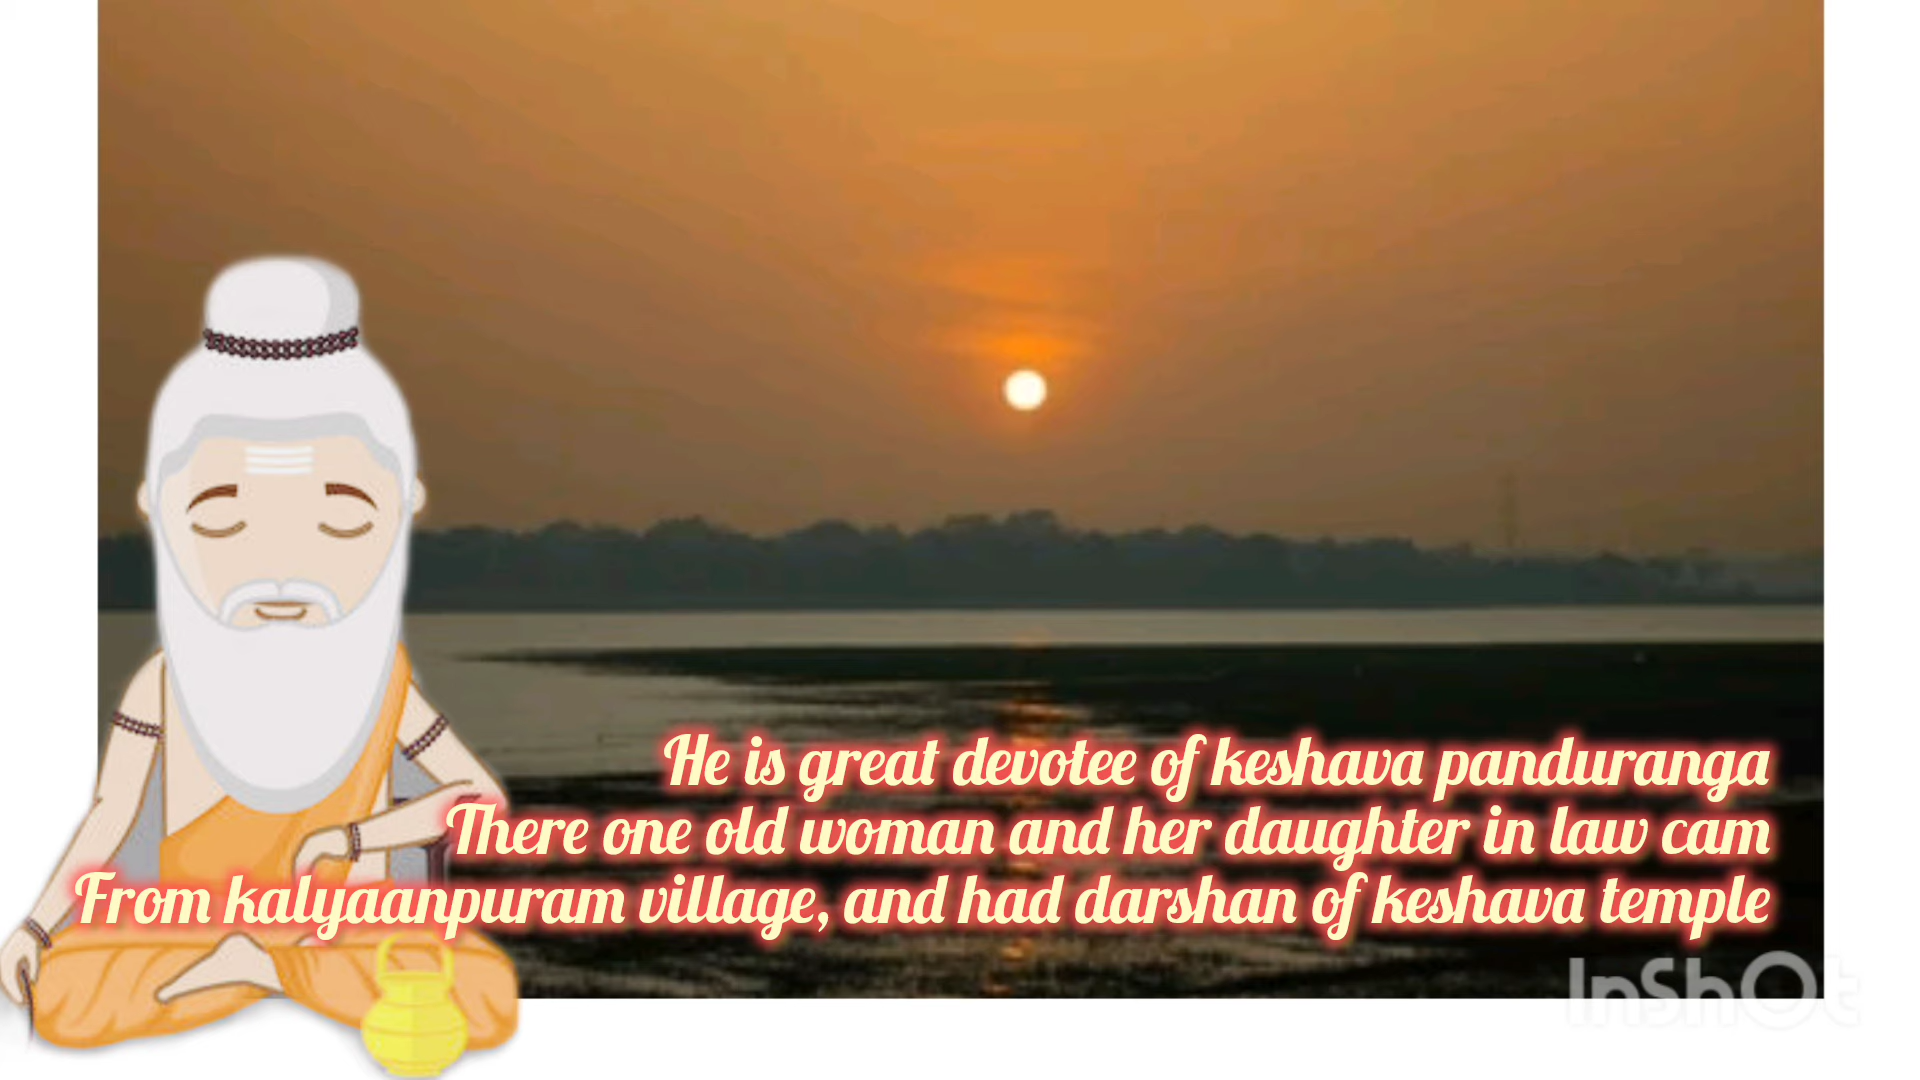 He is great devotee of keshava panduranga
There one old woman and her daughter in law cam
From kalyaanpuram village, and had darshan of keshava temple
InShOt